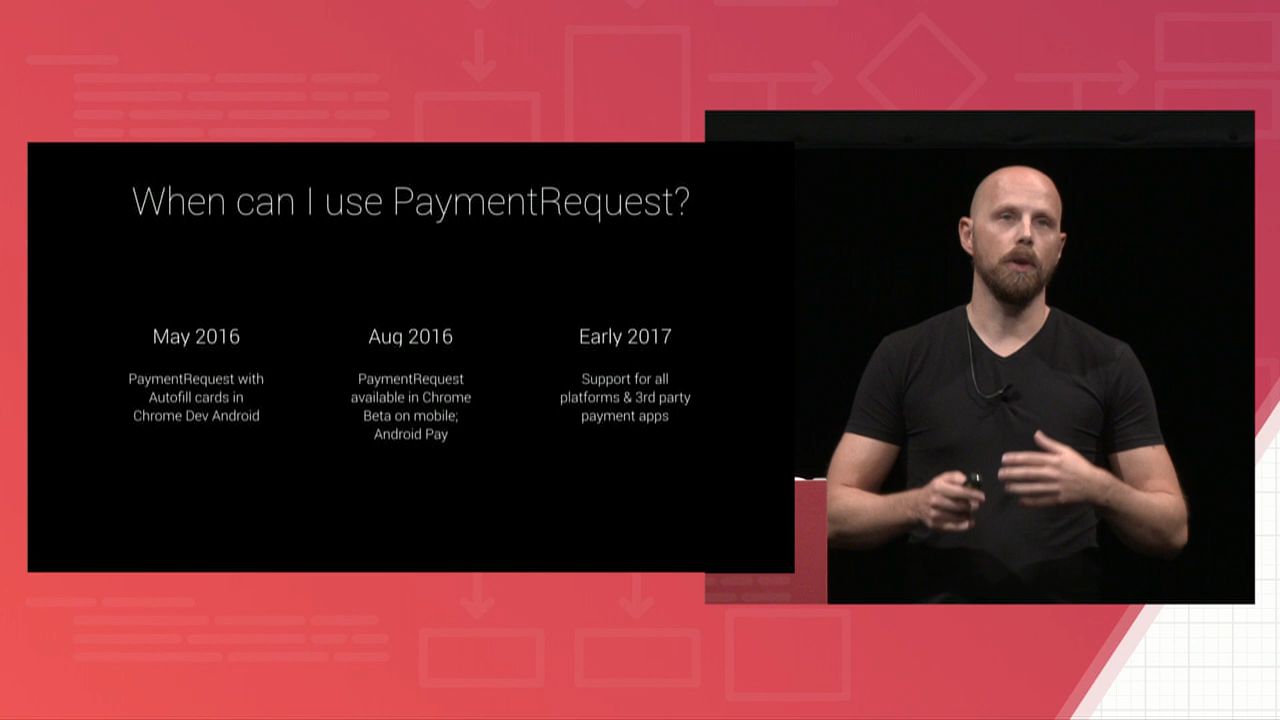 When can I use PaymentRequest?
May 2016
PaymentRequest with
Autofill cards in
Chrome Dev Android
Aug 2016
PaymentRequest
available in Chrome
Beta on mobile;
Android Pay
Early 2017
Support for all
platforms & 3rd party
payment apps